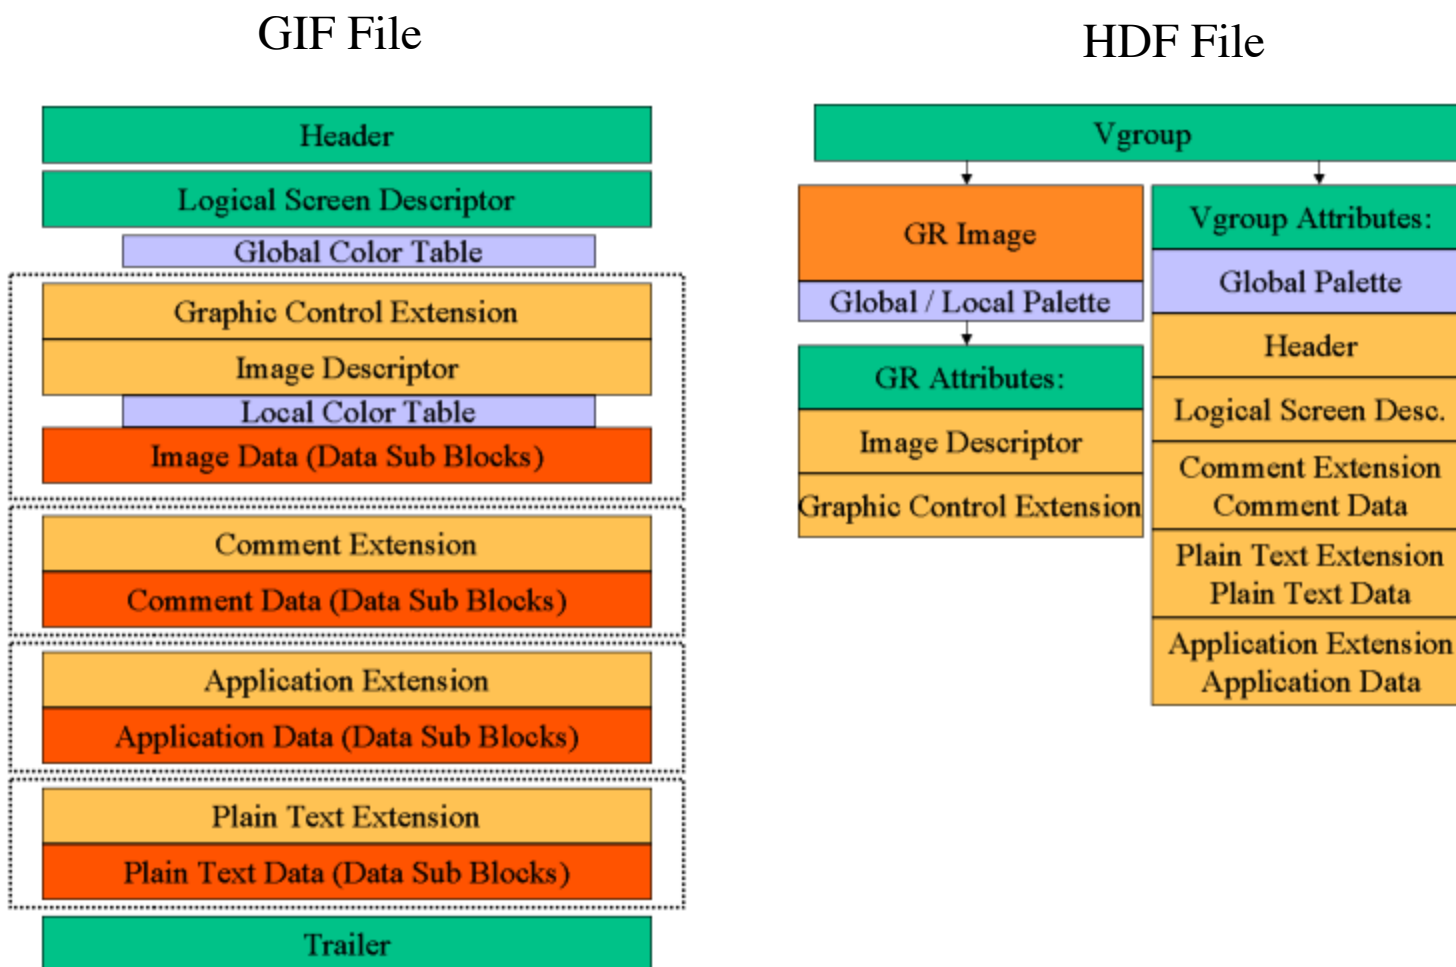 GIF File
Header
Logical Screen Descriptor
Global Color Table
Graphic Control Extension
Image Descriptor
Local Color Table
Image Data (Data Sub Blocks)
Comment Extension
Comment Data (Data Sub Blocks)
Application Extension
Application Data (Data Sub Blocks)
Plain Text Extension
Plain Text Data (Data Sub Blocks)
Trailer
HDF File
Vgroup
GR Image
Global / Local Palette
GR Attributes:
Image Descriptor
Graphic Control Extension
Vgroup Attributes:
Global Palette
Header
Logical Screen Desc.
Comment Extension
Comment Data
Plain Text Extension
Plain Text Data
Application Extension
Application Data